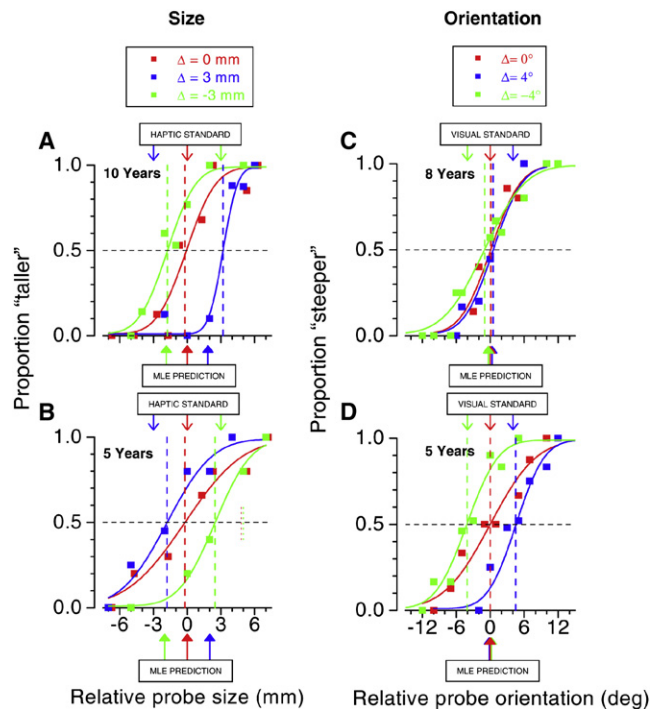 Size
Orientation
Δ = 0 mm
Δ = 3 mm
Δ = -3 mm
Δ= 0°
Δ= 4°
Δ= −4°
A
HAPTIC STANDARD
C
VISUAL STANDARD
10 Years
8 Years
1.0
0.5
0.0
1.0
0.5
0.0
Proportion “taller”
Proportion “steeper”
MLE PREDICTION
MLE PREDICTION
B
HAPTIC STANDARD
D
VISUAL STANDARD
5 Years
5 Years
1.0
0.5
0.0
1.0
0.5
0.0
-6 -3 0 3 6
-12 -6 0 6 12
MLE PREDICTION
MLE PREDICTION
Relative probe size (mm)
Relative probe orientation (deg)